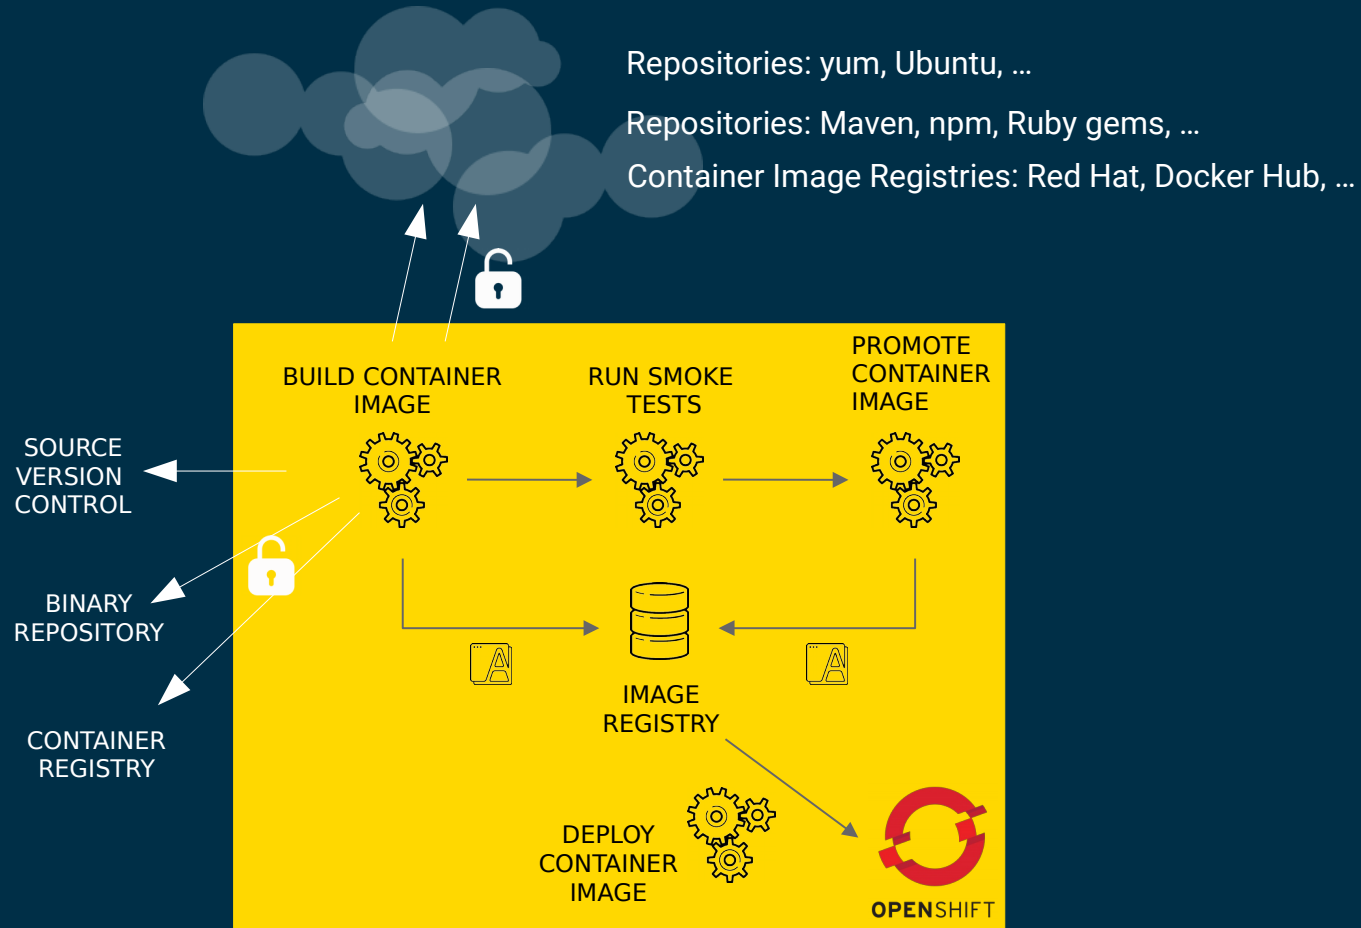 Repositories: yum, Ubuntu, …
Repositories: Maven, npm, Ruby gems, …
Container Image Registries: Red Hat, Docker Hub, …
BUILD CONTAINER
IMAGE
RUN SMOKE
TESTS
PROMOTE
CONTAINER
IMAGE
SOURCE
VERSION
CONTROL
BINARY
REPOSITORY
CONTAINER
REGISTRY
A
A
IMAGE
REGISTRY
DEPLOY
CONTAINER
IMAGE
OPENSHIFT